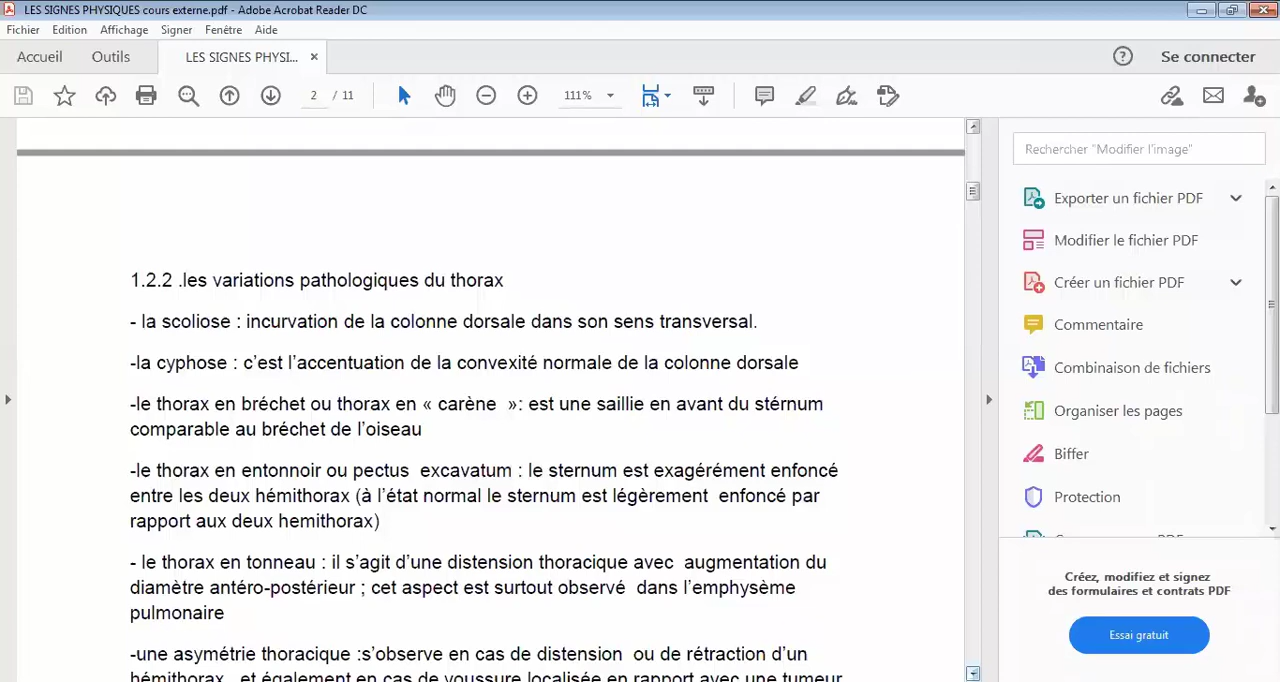 LES SIGNES PHYSIQUES cours externe.pdf - Adobe Acrobat Reader DC
Fichier Edition Affichage Signer Fenêtre Aide
Accueil Outils LES SIGNES PHYSI... × Se connecter
2 / 11 111%
Rechercher "Modifier l'image"
Exporter un fichier PDF
Modifier le fichier PDF
Créer un fichier PDF
Commentaire
Combinaison de fichiers
Organiser les pages
Biffer
Protection
Créez, modifiez et signez
des formulaires et contrats PDF
Essai gratuit
1.2.2 .les variations pathologiques du thorax
- la scoliose : incurvation de la colonne dorsale dans son sens transversal.
-la cyphose : c’est l’accentuation de la convexité normale de la colonne dorsale
-le thorax en bréchet ou thorax en « carène »: est une saillie en avant du stérnum
comparable au bréchet de l’oiseau
-le thorax en entonnoir ou pectus excavatum : le sternum est exagérément enfoncé
entre les deux hémithorax (à l’état normal le sternum est légèrement enfoncé par
rapport aux deux hemithorax)
- le thorax en tonneau : il s’agit d’une distension thoracique avec augmentation du
diamètre antéro-postérieur ; cet aspect est surtout observé dans l’emphysème
pulmonaire
-une asymétrie thoracique :s’observe en cas de distension ou de rétraction d’un
hémithorax , et également en cas de voussure localisée en rapport avec une tumeur